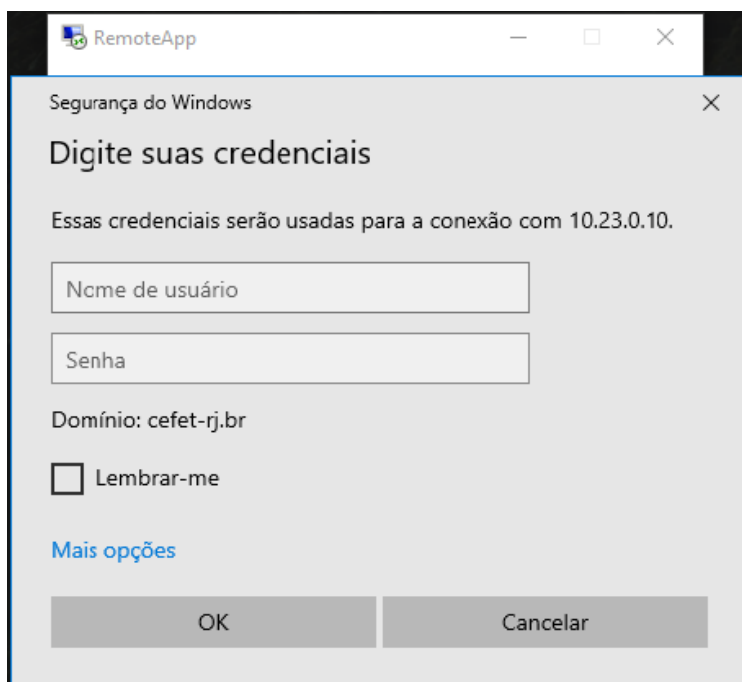 RemoteApp
Segurança do Windows
Digite suas credenciais
Essas credenciais serão usadas para a conexão com 10.23.0.10.
Nome de usuário
Senha
Domínio: cefet-rj.br
Lembrar-me
Mais opções
OK
Cancelar